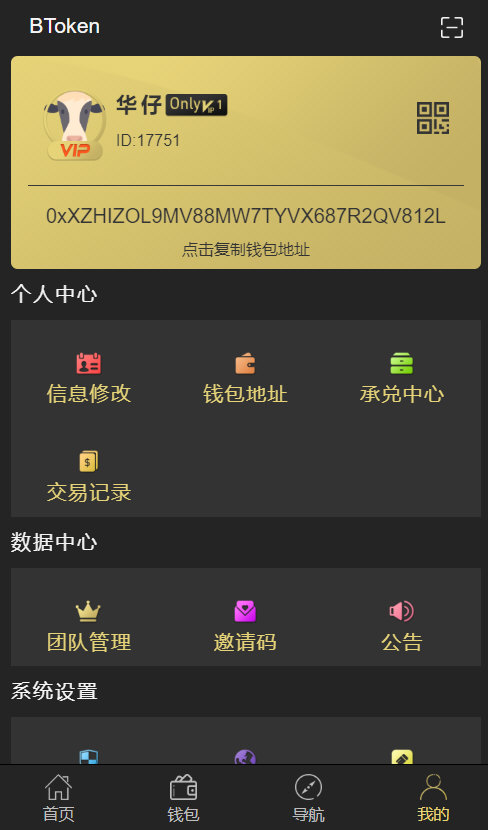 BToken
华仔 OnlyVIP1
VIP
ID:17751
0xXZHIZOL9MV88MW7TYVX687R2QV812L
点击复制钱包地址
个人中心
信息修改 钱包地址 承兑中心
交易记录
数据中心
团队管理 邀请码 公告
系统设置
首页 钱包 导航 我的